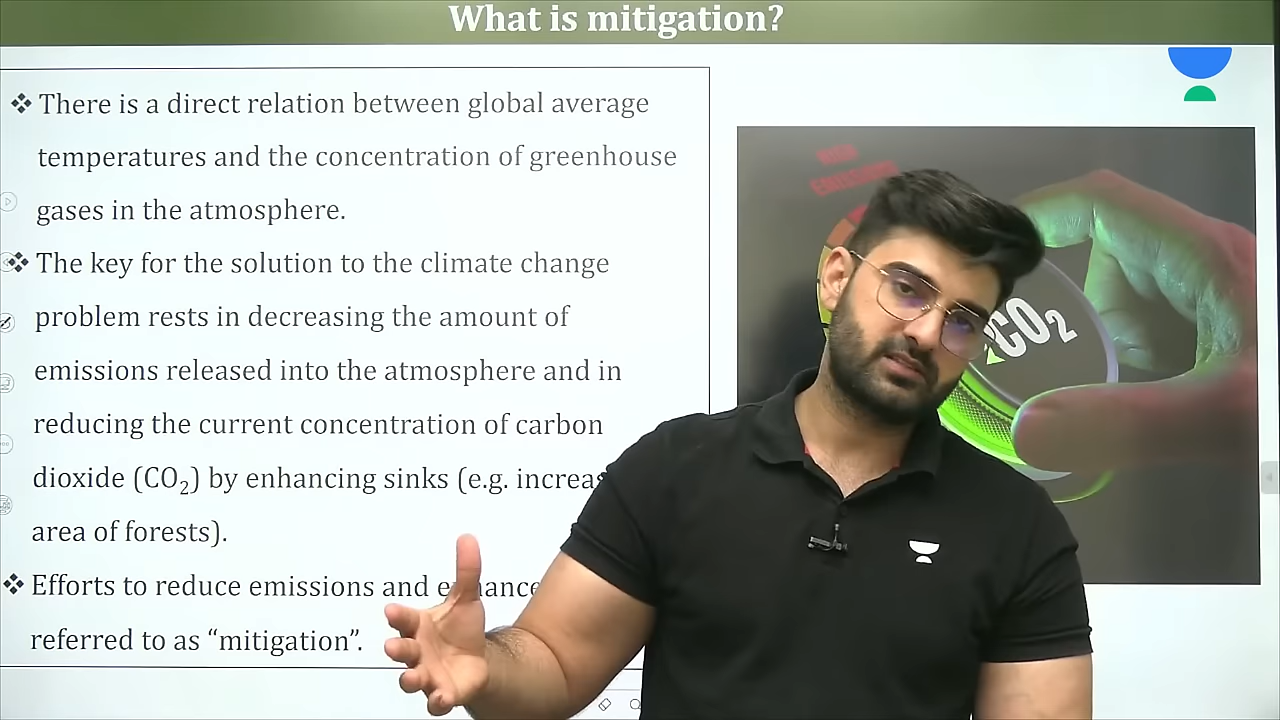 What is mitigation?
❖ There is a direct relation between global average
temperatures and the concentration of greenhouse
gases in the atmosphere.
❖ The key for the solution to the climate change
problem rests in decreasing the amount of
emissions released into the atmosphere and in
reducing the current concentration of carbon
dioxide (CO₂) by enhancing sinks (e.g. increas
area of forests).
❖ Efforts to reduce emissions and
referred to as “mitigation”.
HIGH
CO₂